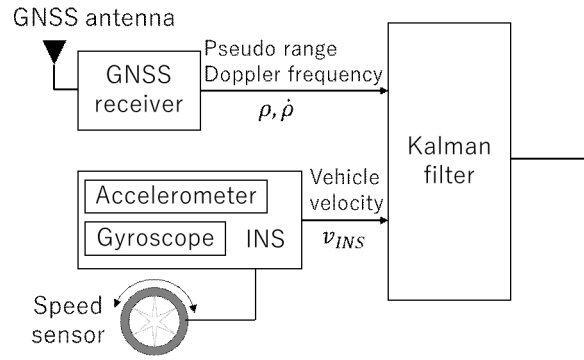 GNSS antenna
GNSS
receiver
Pseudo range
Doppler frequency
ρ, ρ̇
Kalman
filter
Accelerometer
Gyroscope
INS
Vehicle
velocity
v_INS
Speed
sensor